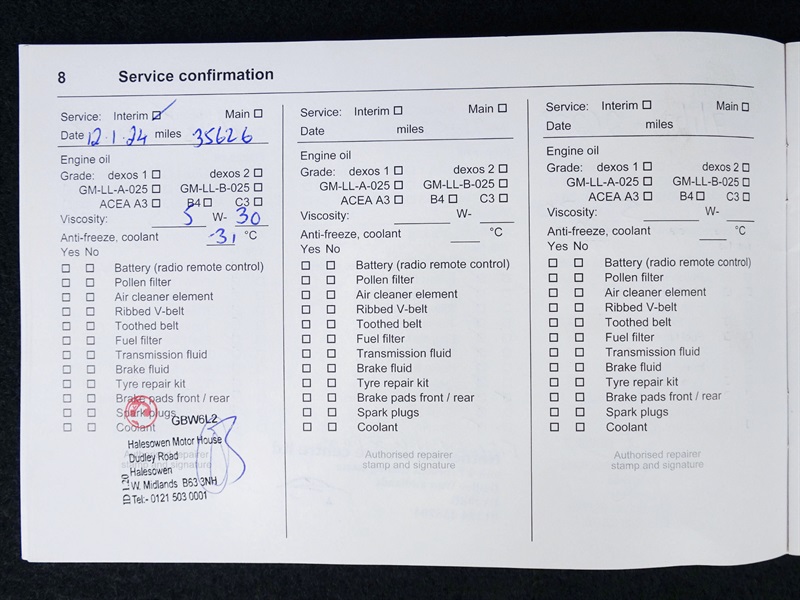 8 Service confirmation
Service: Interim Main
Date 12.1.24 miles 35626
Engine oil
Grade: dexos 1 dexos 2
GM-LL-A-025 GM-LL-B-025
ACEA A3 B4 C3
Viscosity: 5 W- 30
Anti-freeze, coolant -31 °C
Yes No
Battery (radio remote control)
Pollen filter
Air cleaner element
Ribbed V-belt
Toothed belt
Fuel filter
Transmission fluid
Brake fluid
Tyre repair kit
Brake pads front / rear
Spark plugs
Coolant
GBW6L2
Authorised repairer
stamp and signature
Halesowen Motor House
Dudley Road
Halesowen
W. Midlands B63 3NH
Tel:- 0121 503 0001
ID 1.20
Service: Interim Main
Date miles
Engine oil
Grade: dexos 1 dexos 2
GM-LL-A-025 GM-LL-B-025
ACEA A3 B4 C3
Viscosity: W-
Anti-freeze, coolant °C
Yes No
Battery (radio remote control)
Pollen filter
Air cleaner element
Ribbed V-belt
Toothed belt
Fuel filter
Transmission fluid
Brake fluid
Tyre repair kit
Brake pads front / rear
Spark plugs
Coolant
Authorised repairer
stamp and signature
Service: Interim Main
Date miles
Engine oil
Grade: dexos 1 dexos 2
GM-LL-A-025 GM-LL-B-025
ACEA A3 B4 C3
Viscosity: W-
Anti-freeze, coolant °C
Yes No
Battery (radio remote control)
Pollen filter
Air cleaner element
Ribbed V-belt
Toothed belt
Fuel filter
Transmission fluid
Brake fluid
Tyre repair kit
Brake pads front / rear
Spark plugs
Coolant
Authorised repairer
stamp and signature